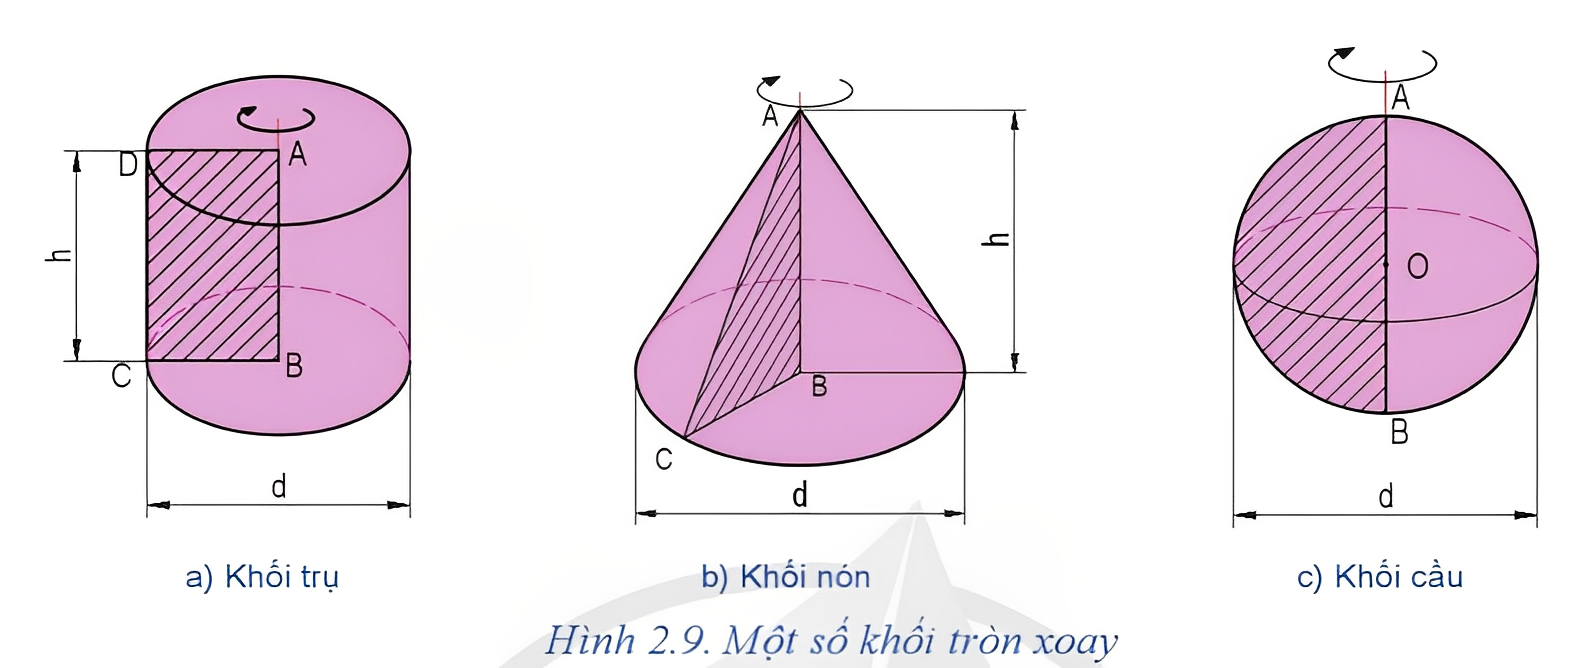 A
D
h
C
B
d
a) Khối trụ
A
h
B
C
d
b) Khối nón
A
O
B
d
c) Khối cầu
Hình 2.9. Một số khối tròn xoay